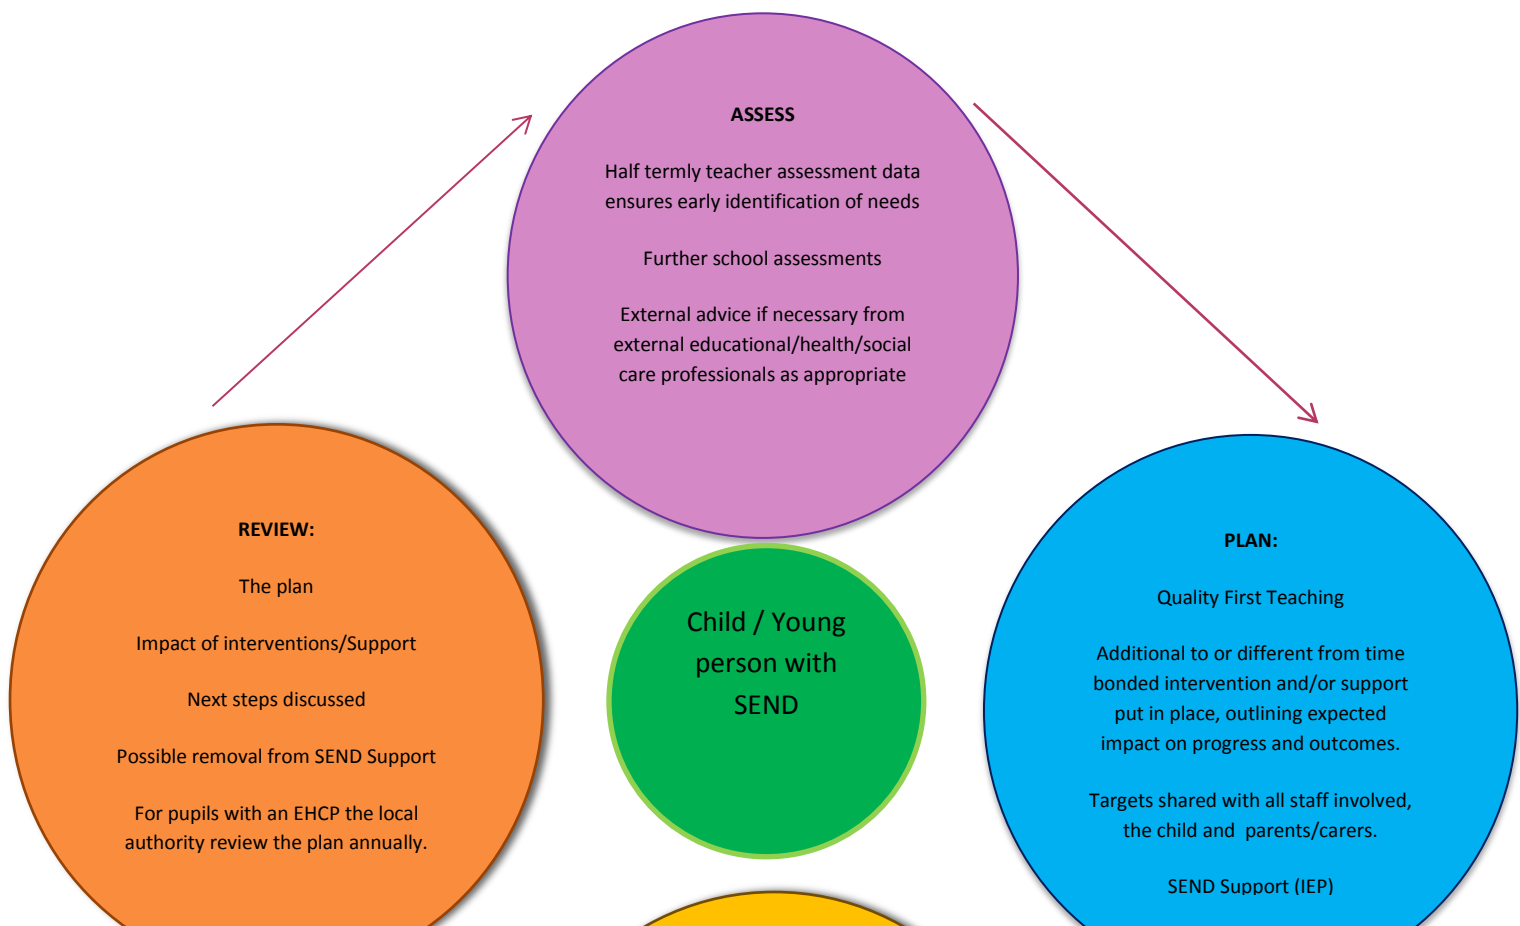 ASSESS
Half termly teacher assessment data
ensures early identification of needs
Further school assessments
External advice if necessary from
external educational/health/social
care professionals as appropriate
REVIEW:
The plan
Impact of interventions/Support
Next steps discussed
Possible removal from SEND Support
For pupils with an EHCP the local
authority review the plan annually.
Child / Young
person with
SEND
PLAN:
Quality First Teaching
Additional to or different from time
bonded intervention and/or support
put in place, outlining expected
impact on progress and outcomes.
Targets shared with all staff involved,
the child and  parents/carers.
SEND Support (IEP)